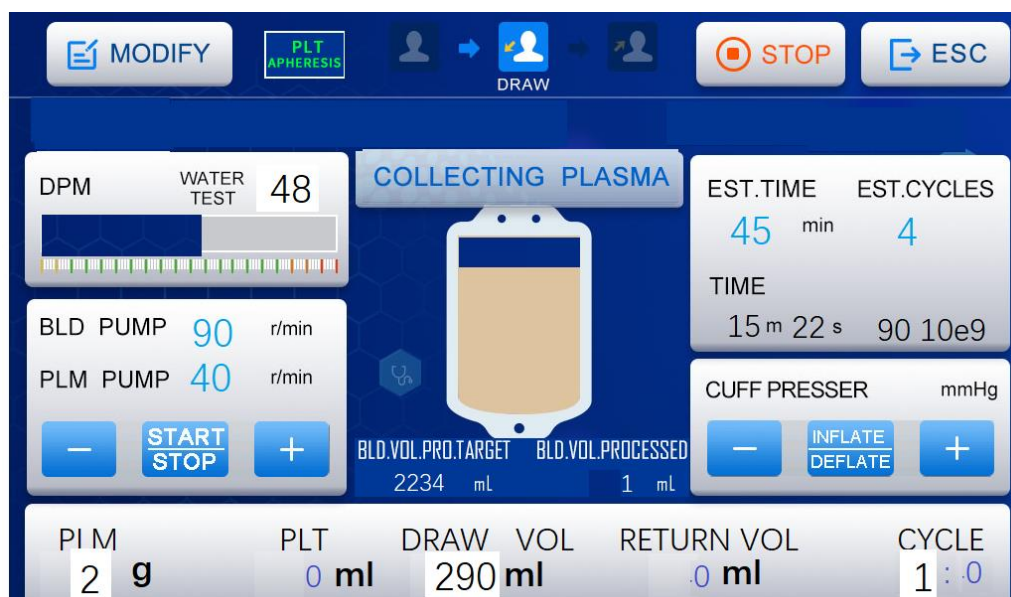 MODIFY
PLT
APHERESIS
DRAW
STOP
ESC
DPM
WATER
TEST
48
COLLECTING PLASMA
EST.TIME EST.CYCLES
45 min 4
TIME
15 m 22 s 90 10e9
BLD PUMP 90 r/min
PLM PUMP 40 r/min
START
STOP
BLD.VOL.PRO.TARGET BLD.VOL.PROCESSED
2234 ml 1 ml
CUFF PRESSER mmHg
INFLATE
DEFLATE
PLM PLT DRAW VOL RETURN VOL CYCLE
2 g 0 ml 290 ml 0 ml 1 : 0